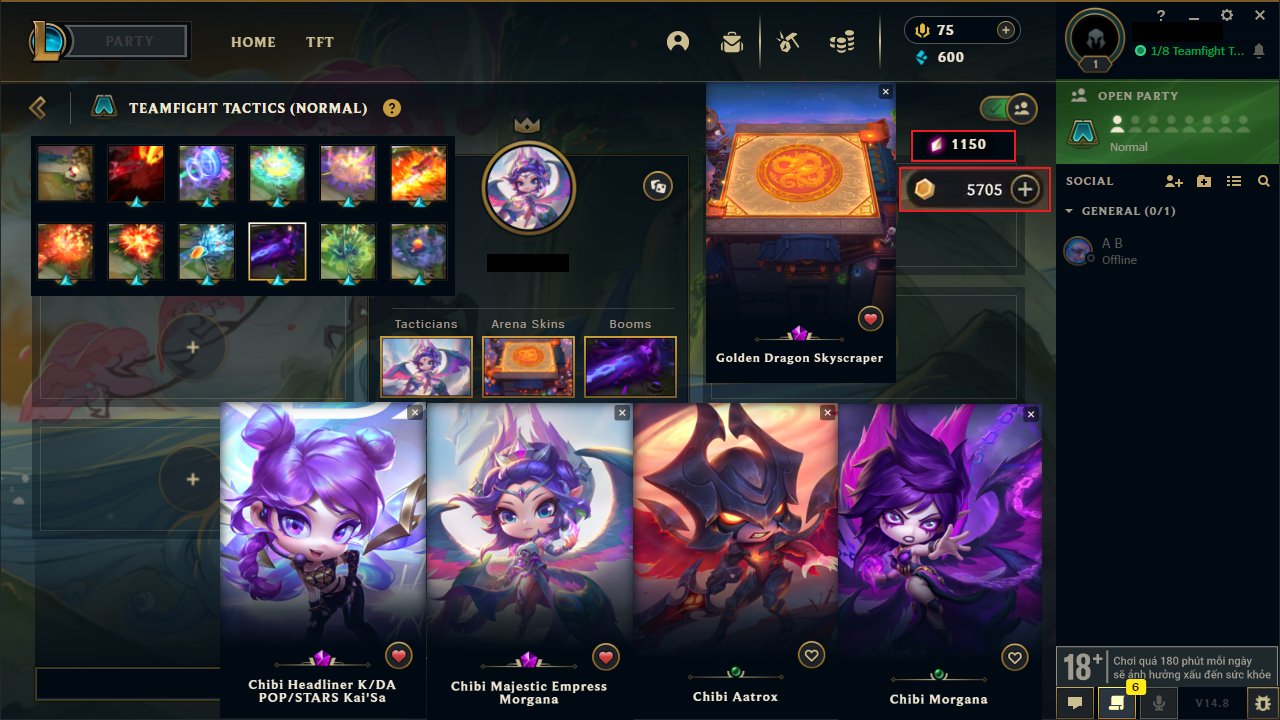 PARTY
HOME
TFT
75
600
?
1
1/8 Teamfight T...
TEAMFIGHT TACTICS (NORMAL)
?
1150
5705
OPEN PARTY
Normal
SOCIAL
GENERAL (0/1)
A B
Offline
Tacticians
Arena Skins
Booms
Golden Dragon Skyscraper
Chibi Headliner K/DA
POP/STARS Kai'Sa
Chibi Majestic Empress
Morgana
Chibi Aatrox
Chibi Morgana
18+
Chơi quá 180 phút mỗi ngày
sẽ ảnh hưởng xấu đến sức khỏe
6
V14.8